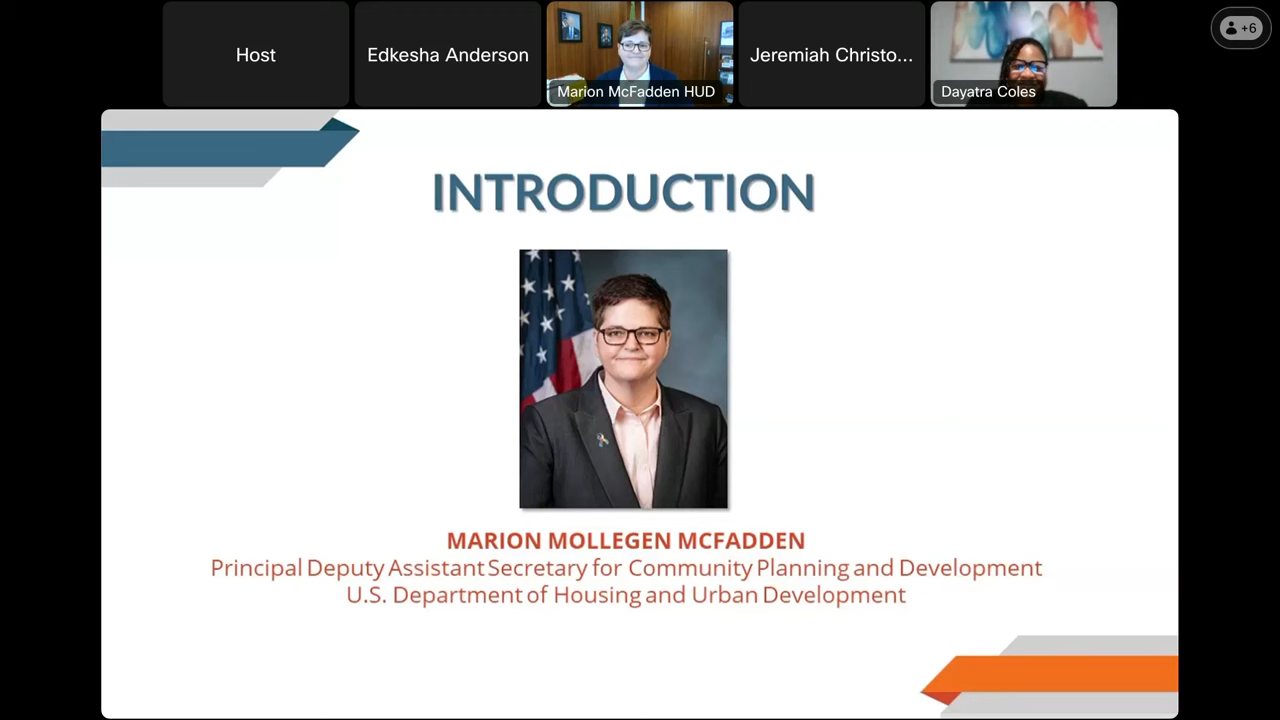 Host
Edkesha Anderson
Marion McFadden HUD
Jeremiah Christo...
Dayatra Coles
+6
INTRODUCTION
MARION MOLLEGEN MCFADDEN
Principal Deputy Assistant Secretary for Community Planning and Development
U.S. Department of Housing and Urban Development